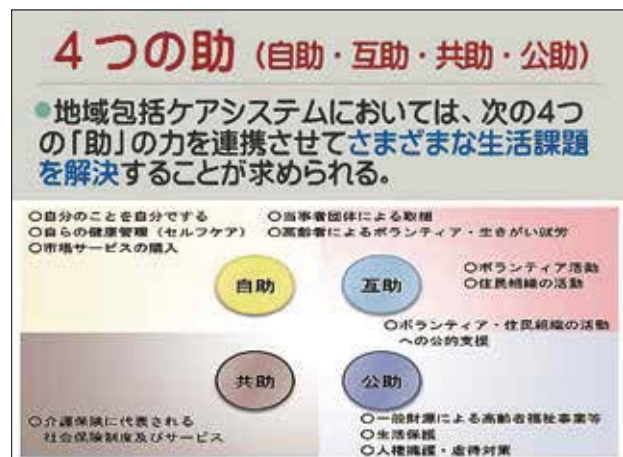 4つの助（自助・互助・共助・公助）
●地域包括ケアシステムにおいては、次の4つ
の「助」の力を連携させてさまざまな生活課題
を解決することが求められる。
○自分のことを自分でする
○自らの健康管理（セルフケア）
○市場サービスの購入
○当事者団体による取組
○高齢者によるボランティア・生きがい就労
自助
互助
○ボランティア活動
○住民組織の活動
○ボランティア・住民組織の活動
への公的支援
共助
公助
○介護保険に代表される
社会保険制度及びサービス
○一般財源による高齢者福祉事業等
○生活保護
○人権擁護・虐待対策